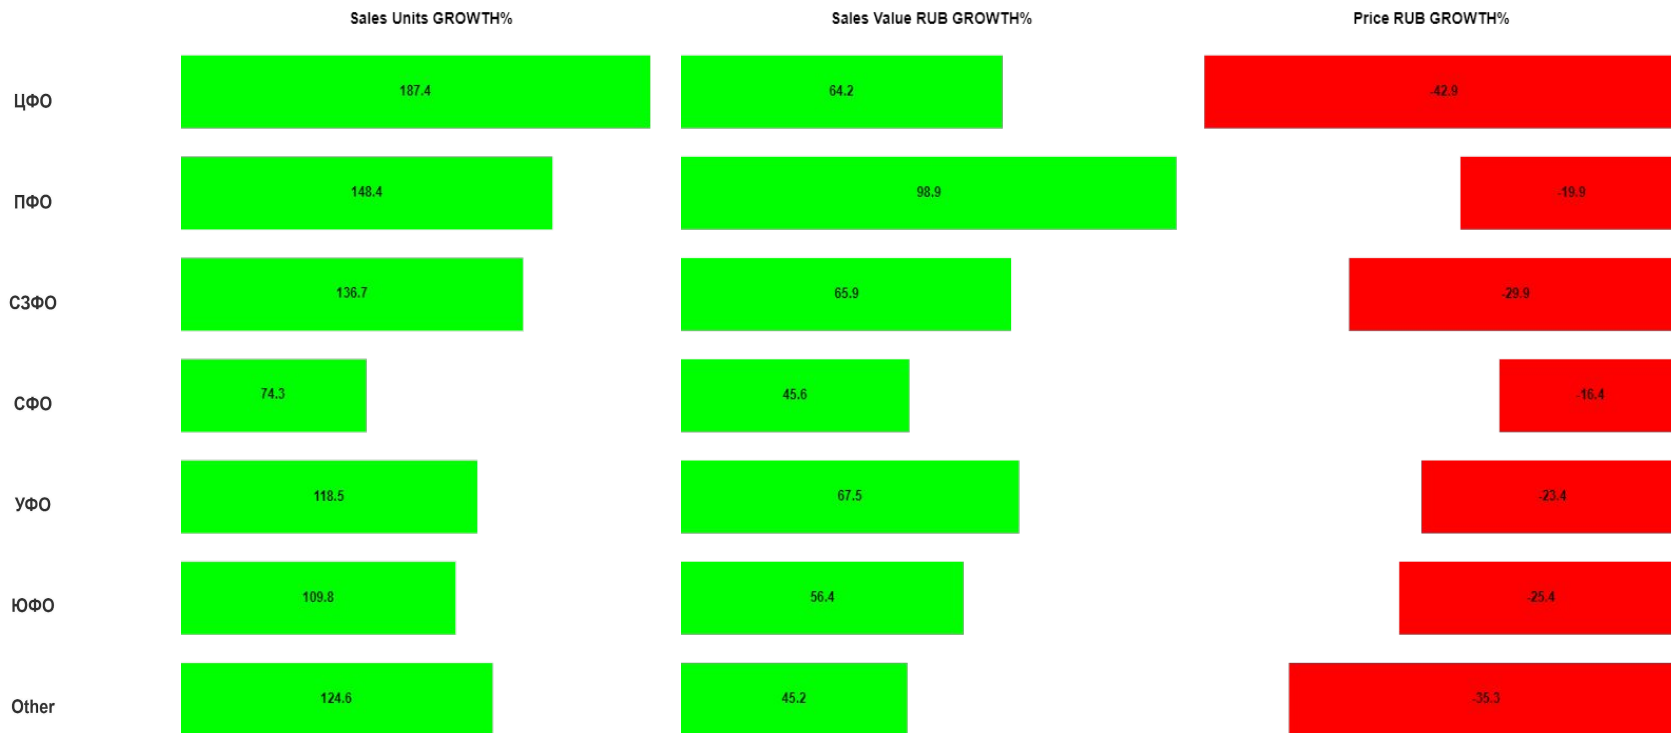 Sales Units GROWTH% Sales Value RUB GROWTH% Price RUB GROWTH%
ЦФО 187.4 64.2 -42.9
ПФО 148.4 98.9 -19.9
СЗФО 136.7 65.9 -29.9
СФО 74.3 45.6 -16.4
УФО 118.5 67.5 -23.4
ЮФО 109.8 56.4 -25.4
Other 124.6 45.2 -35.3